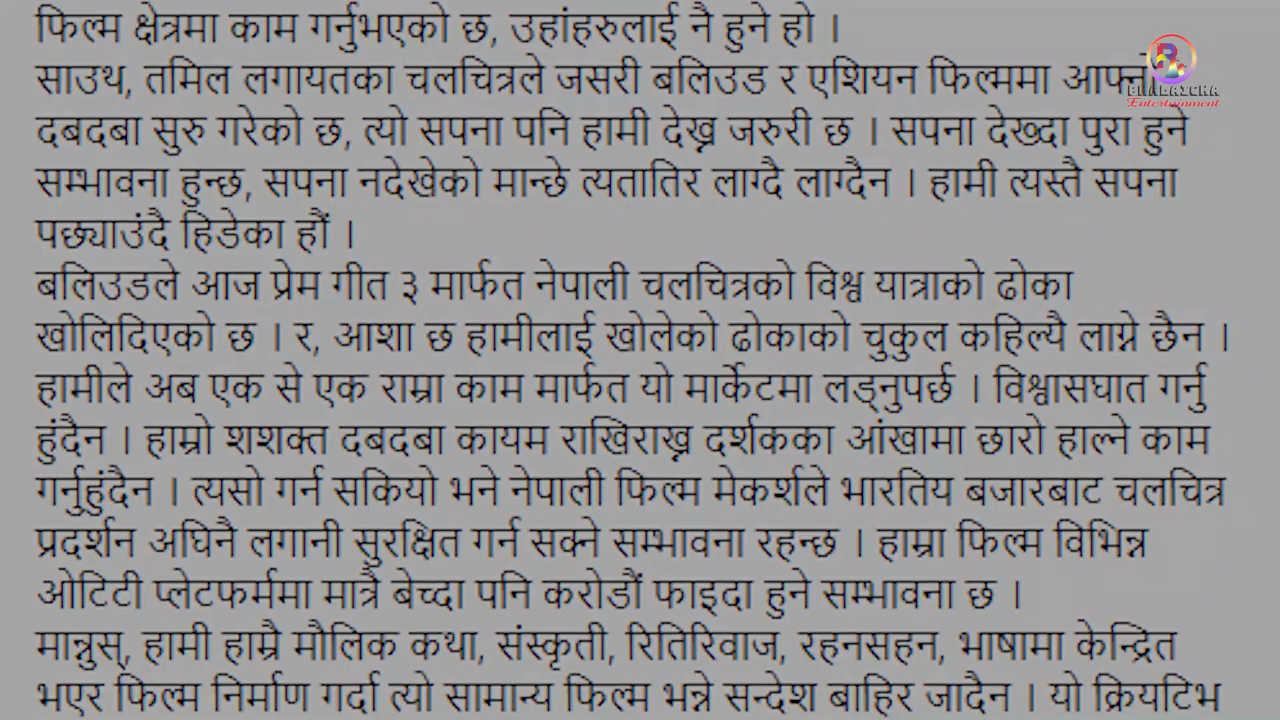 फिल्म क्षेत्रमा काम गर्नुभएको छ, उहांहरुलाई नै हुने हो ।
साउथ, तमिल लगायतका चलचित्रले जसरी बलिउड र एशियन फिल्ममा आफ्नो
दबदबा सुरु गरेको छ, त्यो सपना पनि हामी देख्न जरुरी छ । सपना देख्दा पुरा हुने
सम्भावना हुन्छ, सपना नदेखेको मान्छे त्यतातिर लाग्दै लाग्दैन । हामी त्यस्तै सपना
पछ्याउंदै हिडेका हौं ।
बलिउडले आज प्रेम गीत ३ मार्फत नेपाली चलचित्रको विश्व यात्राको ढोका
खोलिदिएको छ । र, आशा छ हामीलाई खोलेको ढोकाको चुकुल कहिल्यै लाग्ने छैन ।
हामीले अब एक से एक राम्रा काम मार्फत यो मार्केटमा लड्नुपर्छ । विश्वासघात गर्नु
हुंदैन । हाम्रो शशक्त दबदबा कायम राखिराख्न दर्शकका आंखामा छारो हाल्ने काम
गर्नुहुंदैन । त्यसो गर्न सकियो भने नेपाली फिल्म मेकर्शले भारतिय बजारबाट चलचित्र
प्रदर्शन अघिनै लगानी सुरक्षित गर्न सक्ने सम्भावना रहन्छ । हाम्रा फिल्म विभिन्न
ओटिटी प्लेटफर्ममा मात्रै बेच्दा पनि करोडौं फाइदा हुने सम्भावना छ ।
मान्नुस्, हामी हाम्रै मौलिक कथा, संस्कृती, रितिरिवाज, रहनसहन, भाषामा केन्द्रित
भएर फिल्म निर्माण गर्दा त्यो सामान्य फिल्म भन्ने सन्देश बाहिर जादैन । यो क्रियटिभ
Entertainment